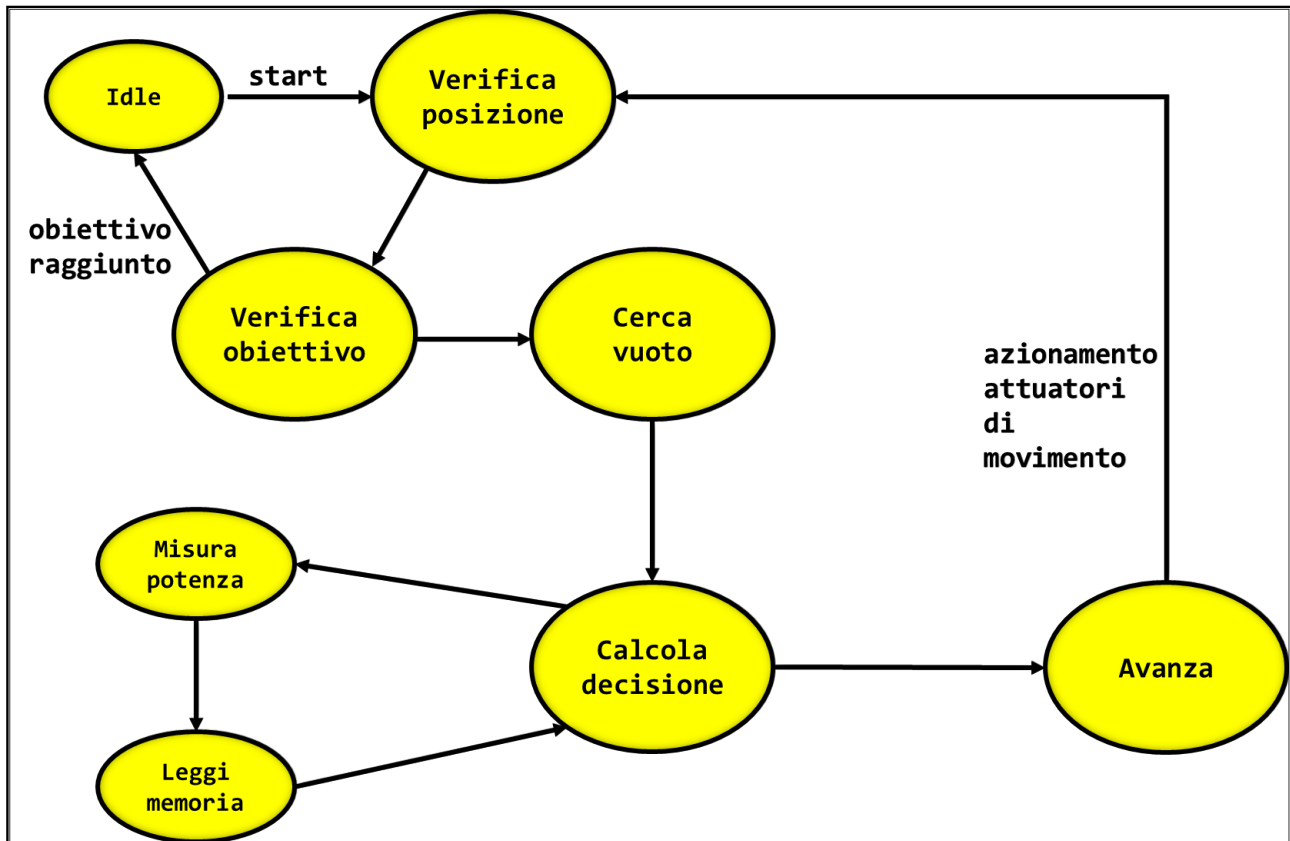 Idle
start
Verifica
posizione
obiettivo
raggiunto
Verifica
obiettivo
Cerca
vuoto
azionamento
attuatori
di
movimento
Misura
potenza
Calcola
decisione
Avanza
Leggi
memoria